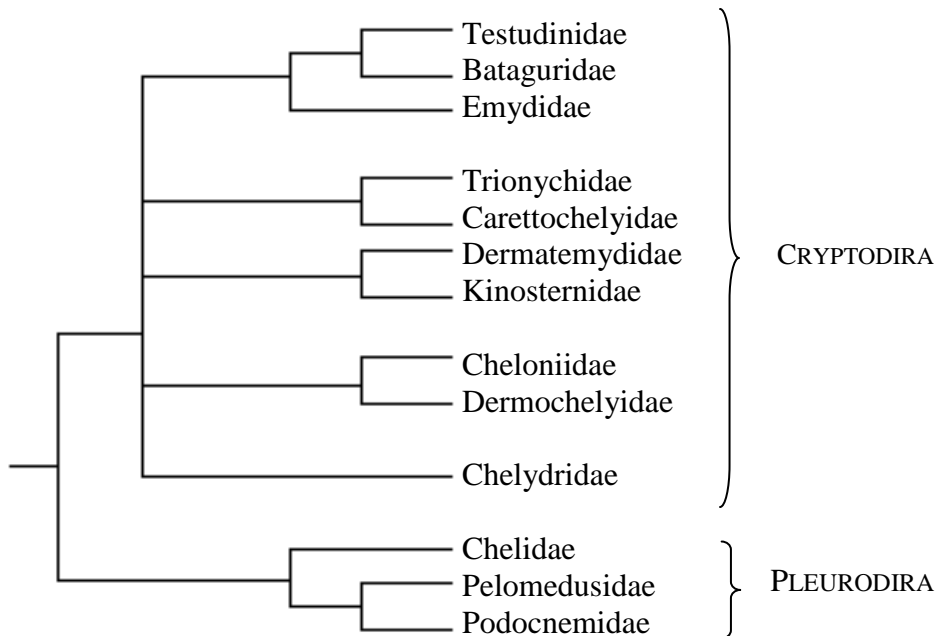 Testudinidae
Bataguridae
Emydidae
Trionychidae
Carettochelyidae
Dermatemydidae
Kinosternidae
Cheloniidae
Dermochelyidae
Chelydridae
CRYPTODIRA
Chelidae
Pelomedusidae
Podocnemidae
PLEURODIRA